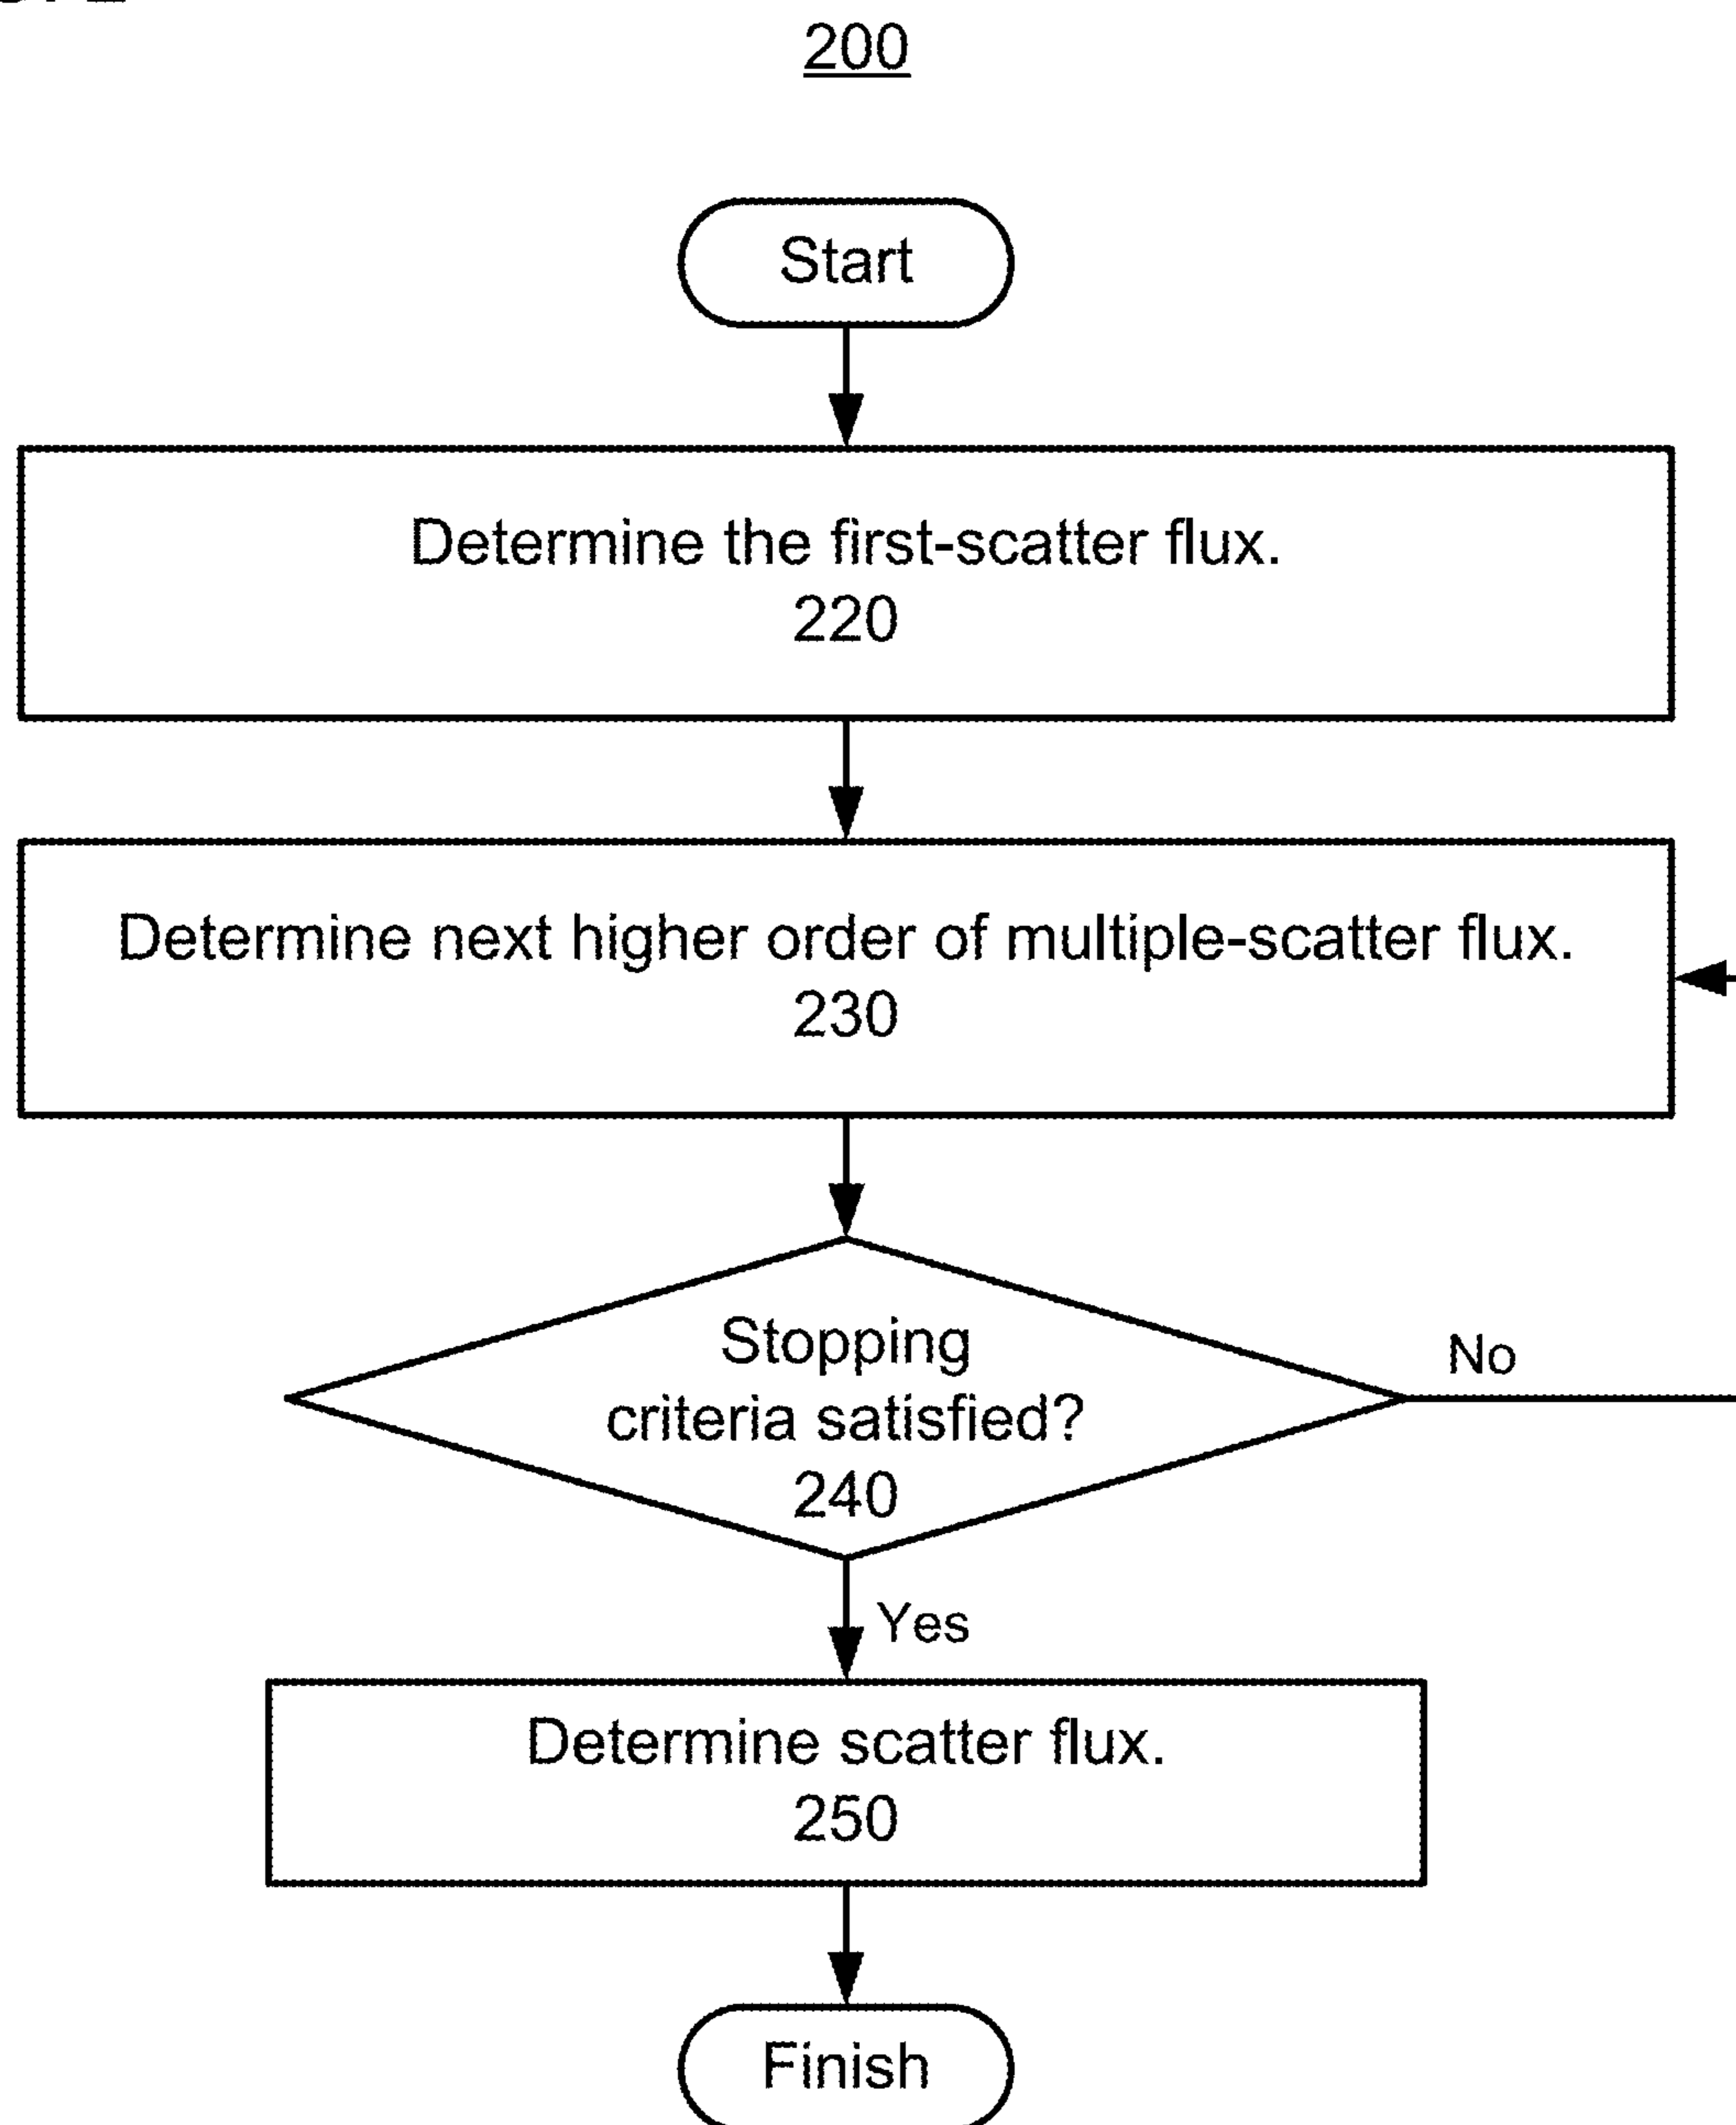 200
Start
Determine the first-scatter flux.
220
Determine next higher order of multiple-scatter flux.
230
Stopping
criteria satisfied?
240
No
Yes
Determine scatter flux.
250
Finish